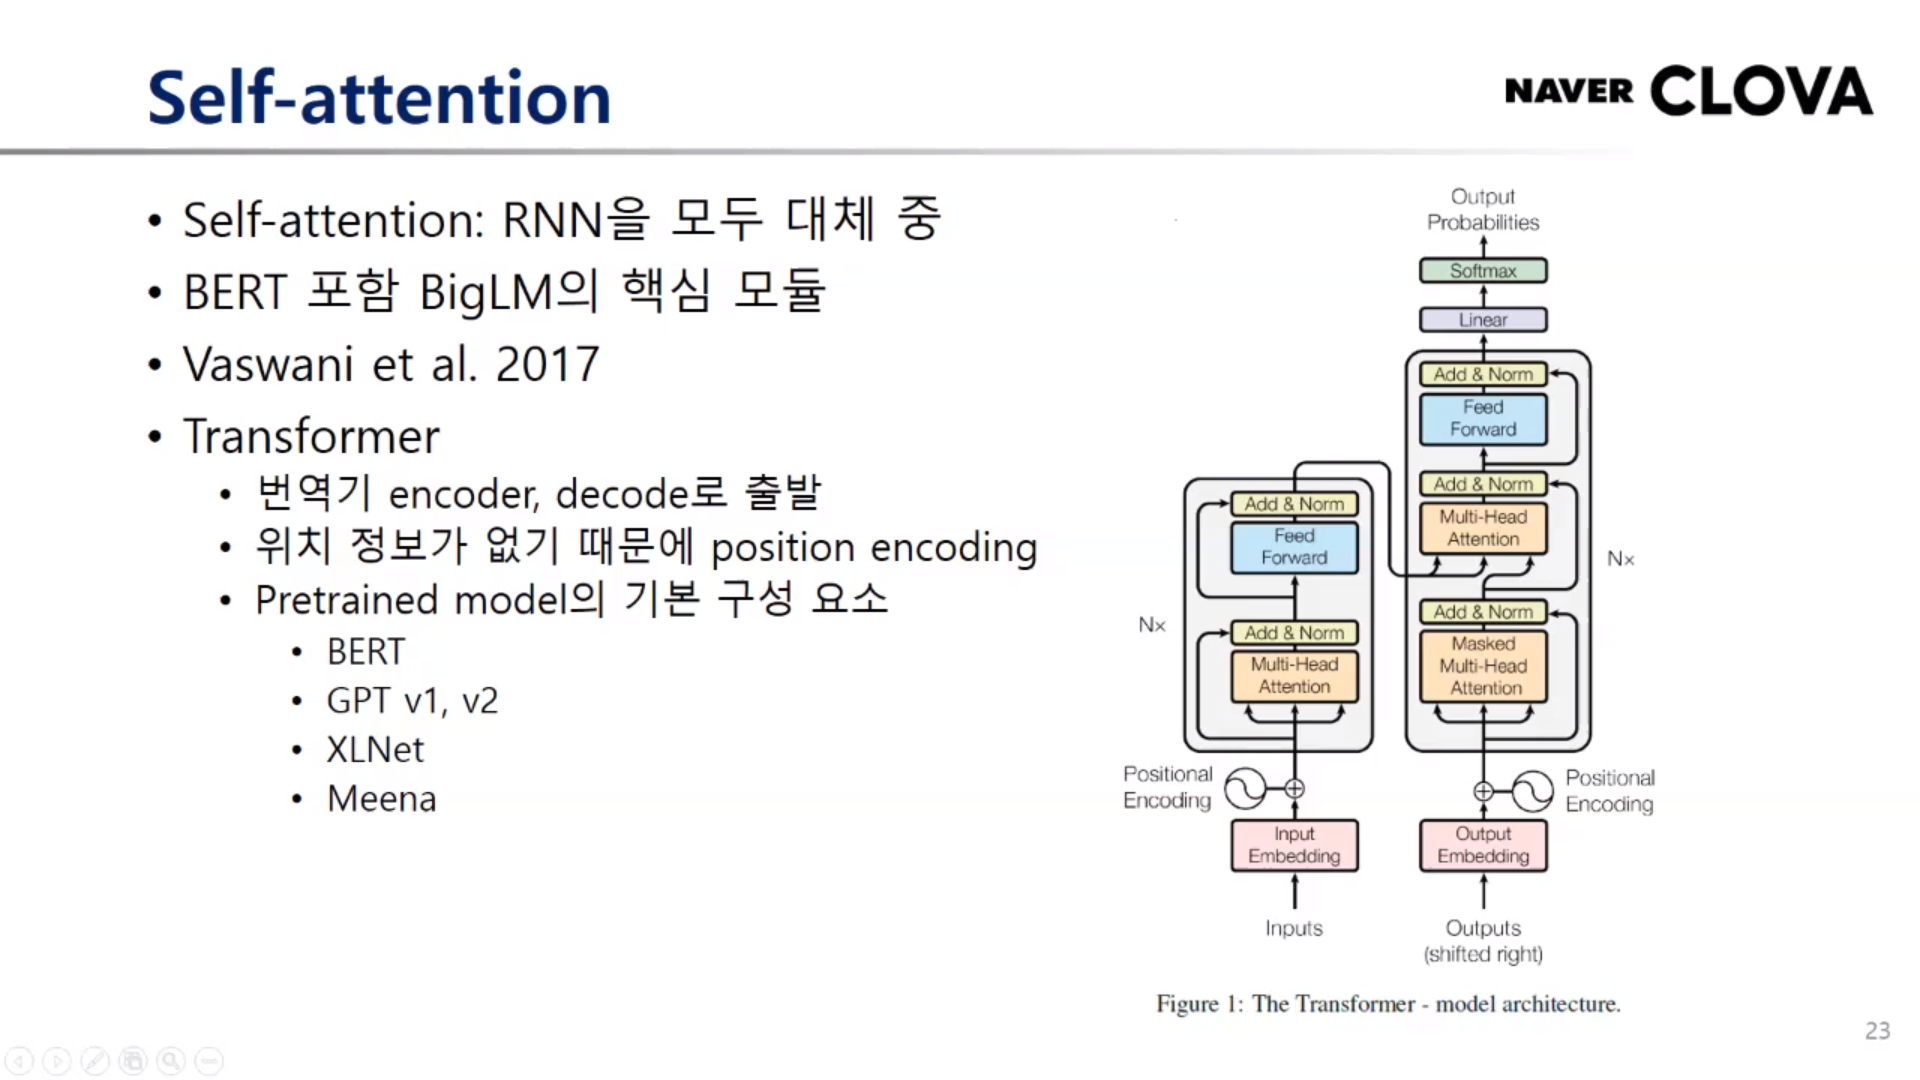 Self-attention
NAVER CLOVA
• Self-attention: RNN을 모두 대체 중
• BERT 포함 BigLM의 핵심 모듈
• Vaswani et al. 2017
• Transformer
• 번역기 encoder, decode로 출발
• 위치 정보가 없기 때문에 position encoding
• Pretrained model의 기본 구성 요소
• BERT
• GPT v1, v2
• XLNet
• Meena
Output
Probabilities
Softmax
Linear
Add & Norm
Feed
Forward
Add & Norm
Multi-Head
Attention
Nx
Add & Norm
Masked
Multi-Head
Attention
Add & Norm
Feed
Forward
Nx
Add & Norm
Multi-Head
Attention
Positional
Encoding
Positional
Encoding
Input
Embedding
Output
Embedding
Inputs
Outputs
(shifted right)
Figure 1: The Transformer - model architecture.
23